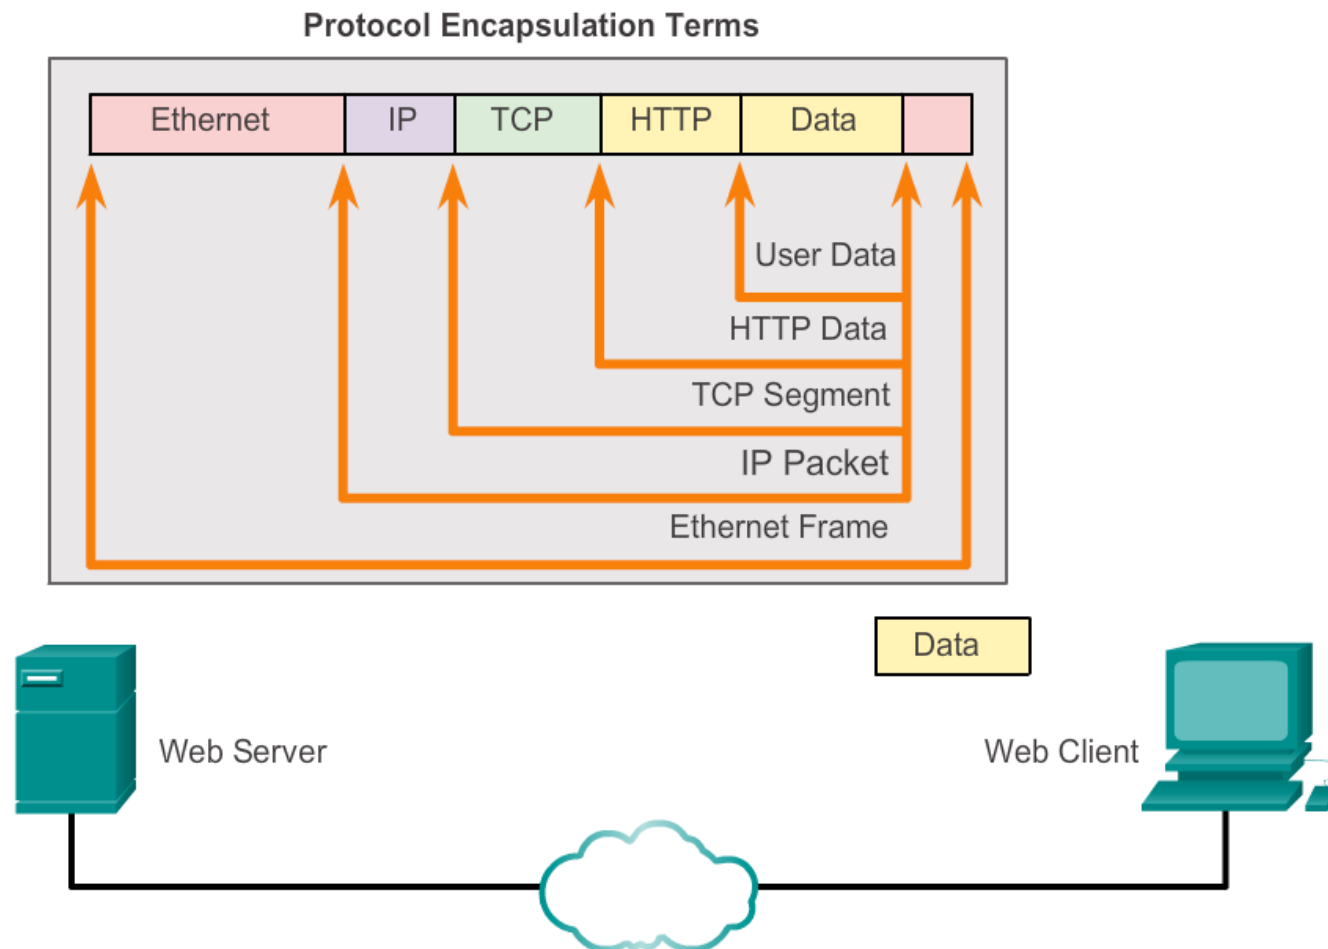 Protocol Encapsulation Terms
Ethernet IP TCP HTTP Data
User Data
HTTP Data
TCP Segment
IP Packet
Ethernet Frame
Data
Web Server
Web Client